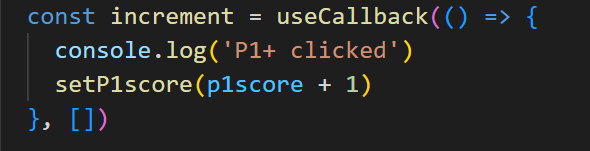 const increment = useCallback(() => {
  console.log('P1+ clicked')
  setP1score(p1score + 1)
}, [])